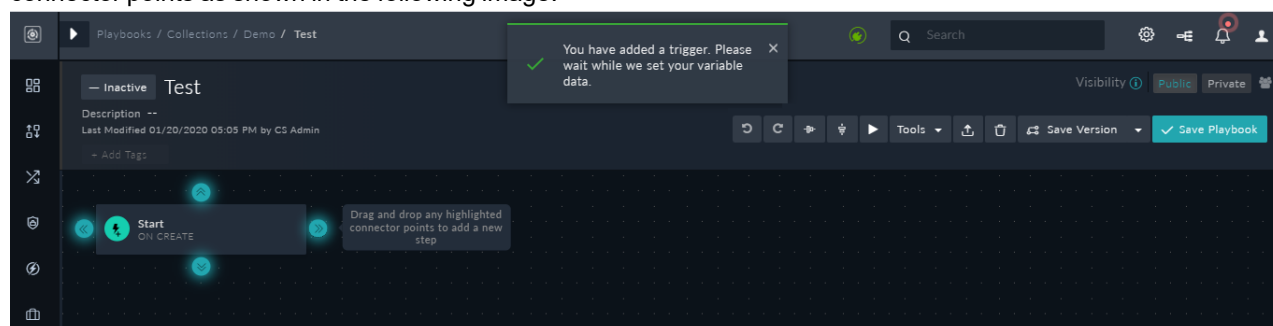 connector points as shown in the following image:
Playbooks / Collections / Demo / Test
You have added a trigger. Please
wait while we set your variable
data.
Search
Inactive
Test
Visibility
Public
Private
Description --
Last Modified 01/20/2020 05:05 PM by CS Admin
Tools
Save Version
Save Playbook
+ Add Tags
Start
ON CREATE
Drag and drop any highlighted
connector points to add a new
step